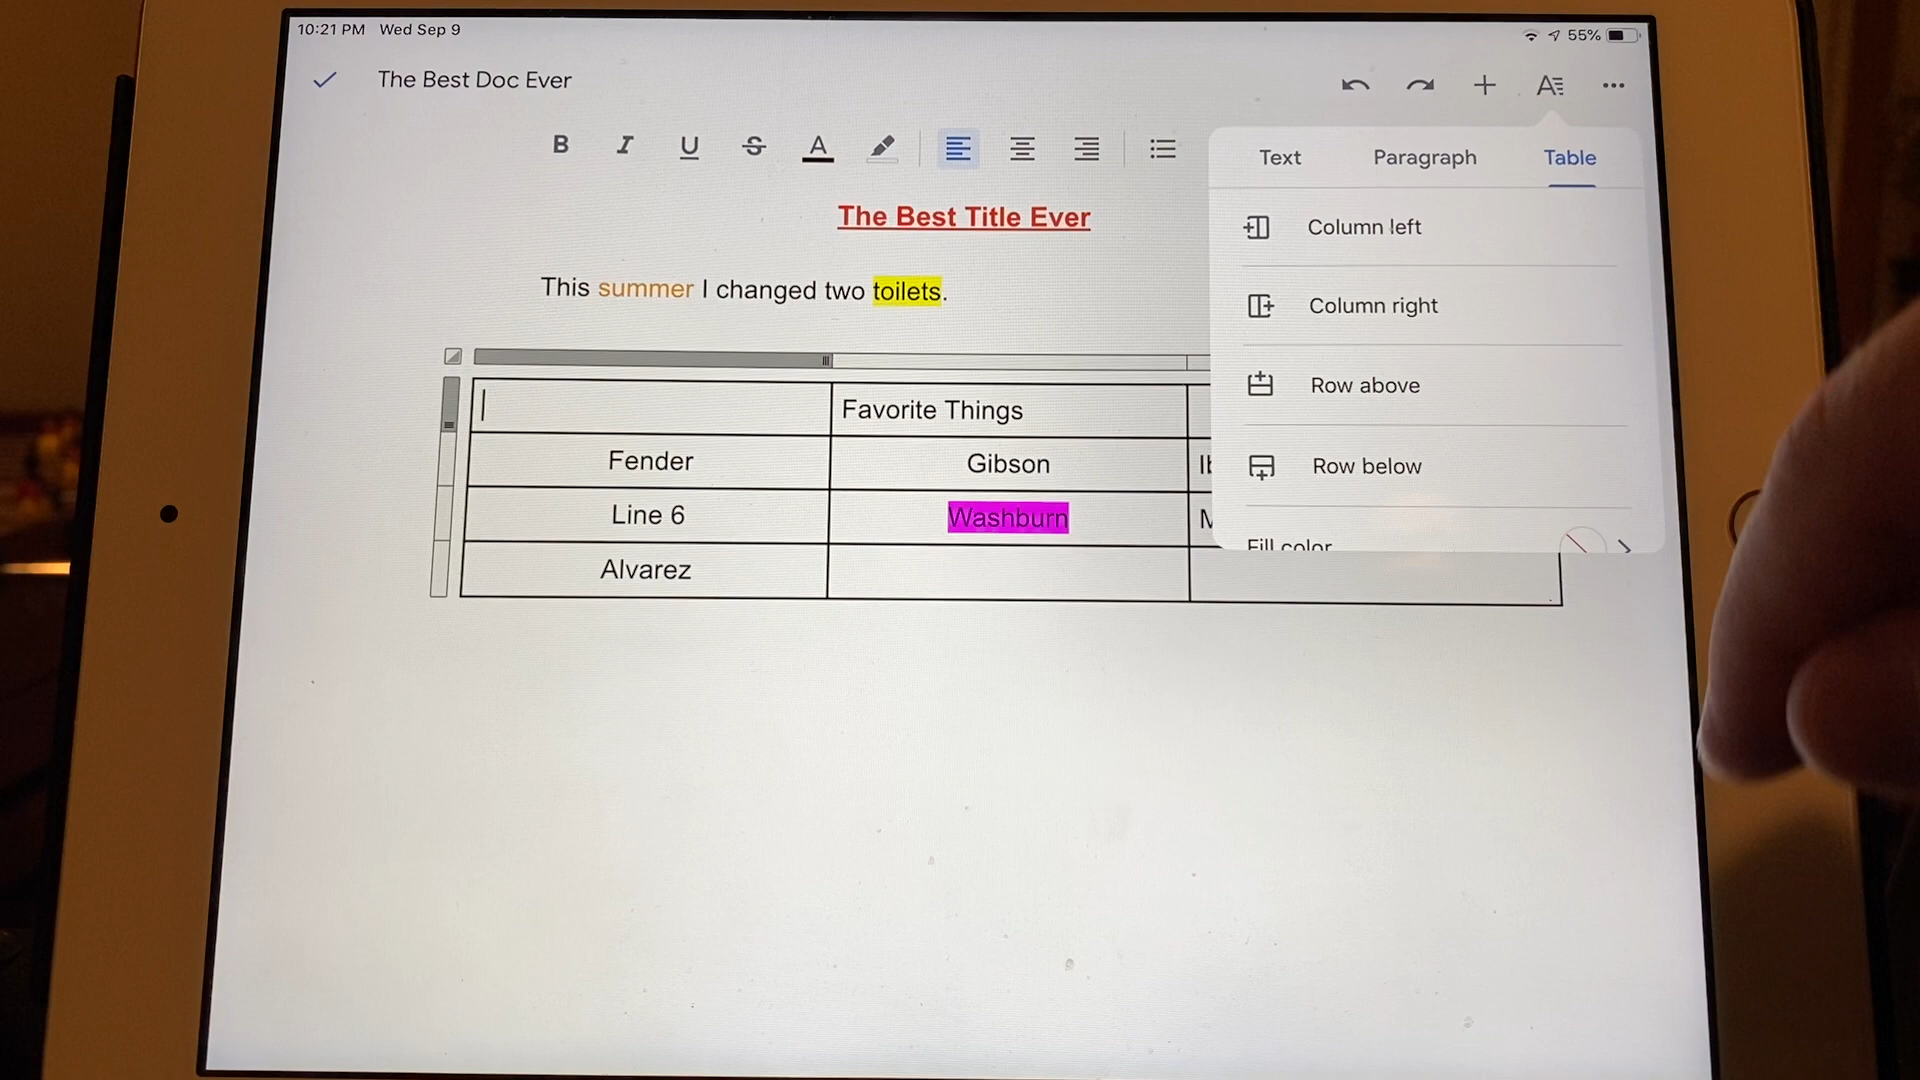 10:21 PM Wed Sep 9
55%
The Best Doc Ever
B I U S A
Text Paragraph Table
Column left
Column right
Row above
Row below
Fill color
The Best Title Ever
This summer I changed two toilets.
Favorite Things
Fender Gibson
Line 6 Washburn
Alvarez